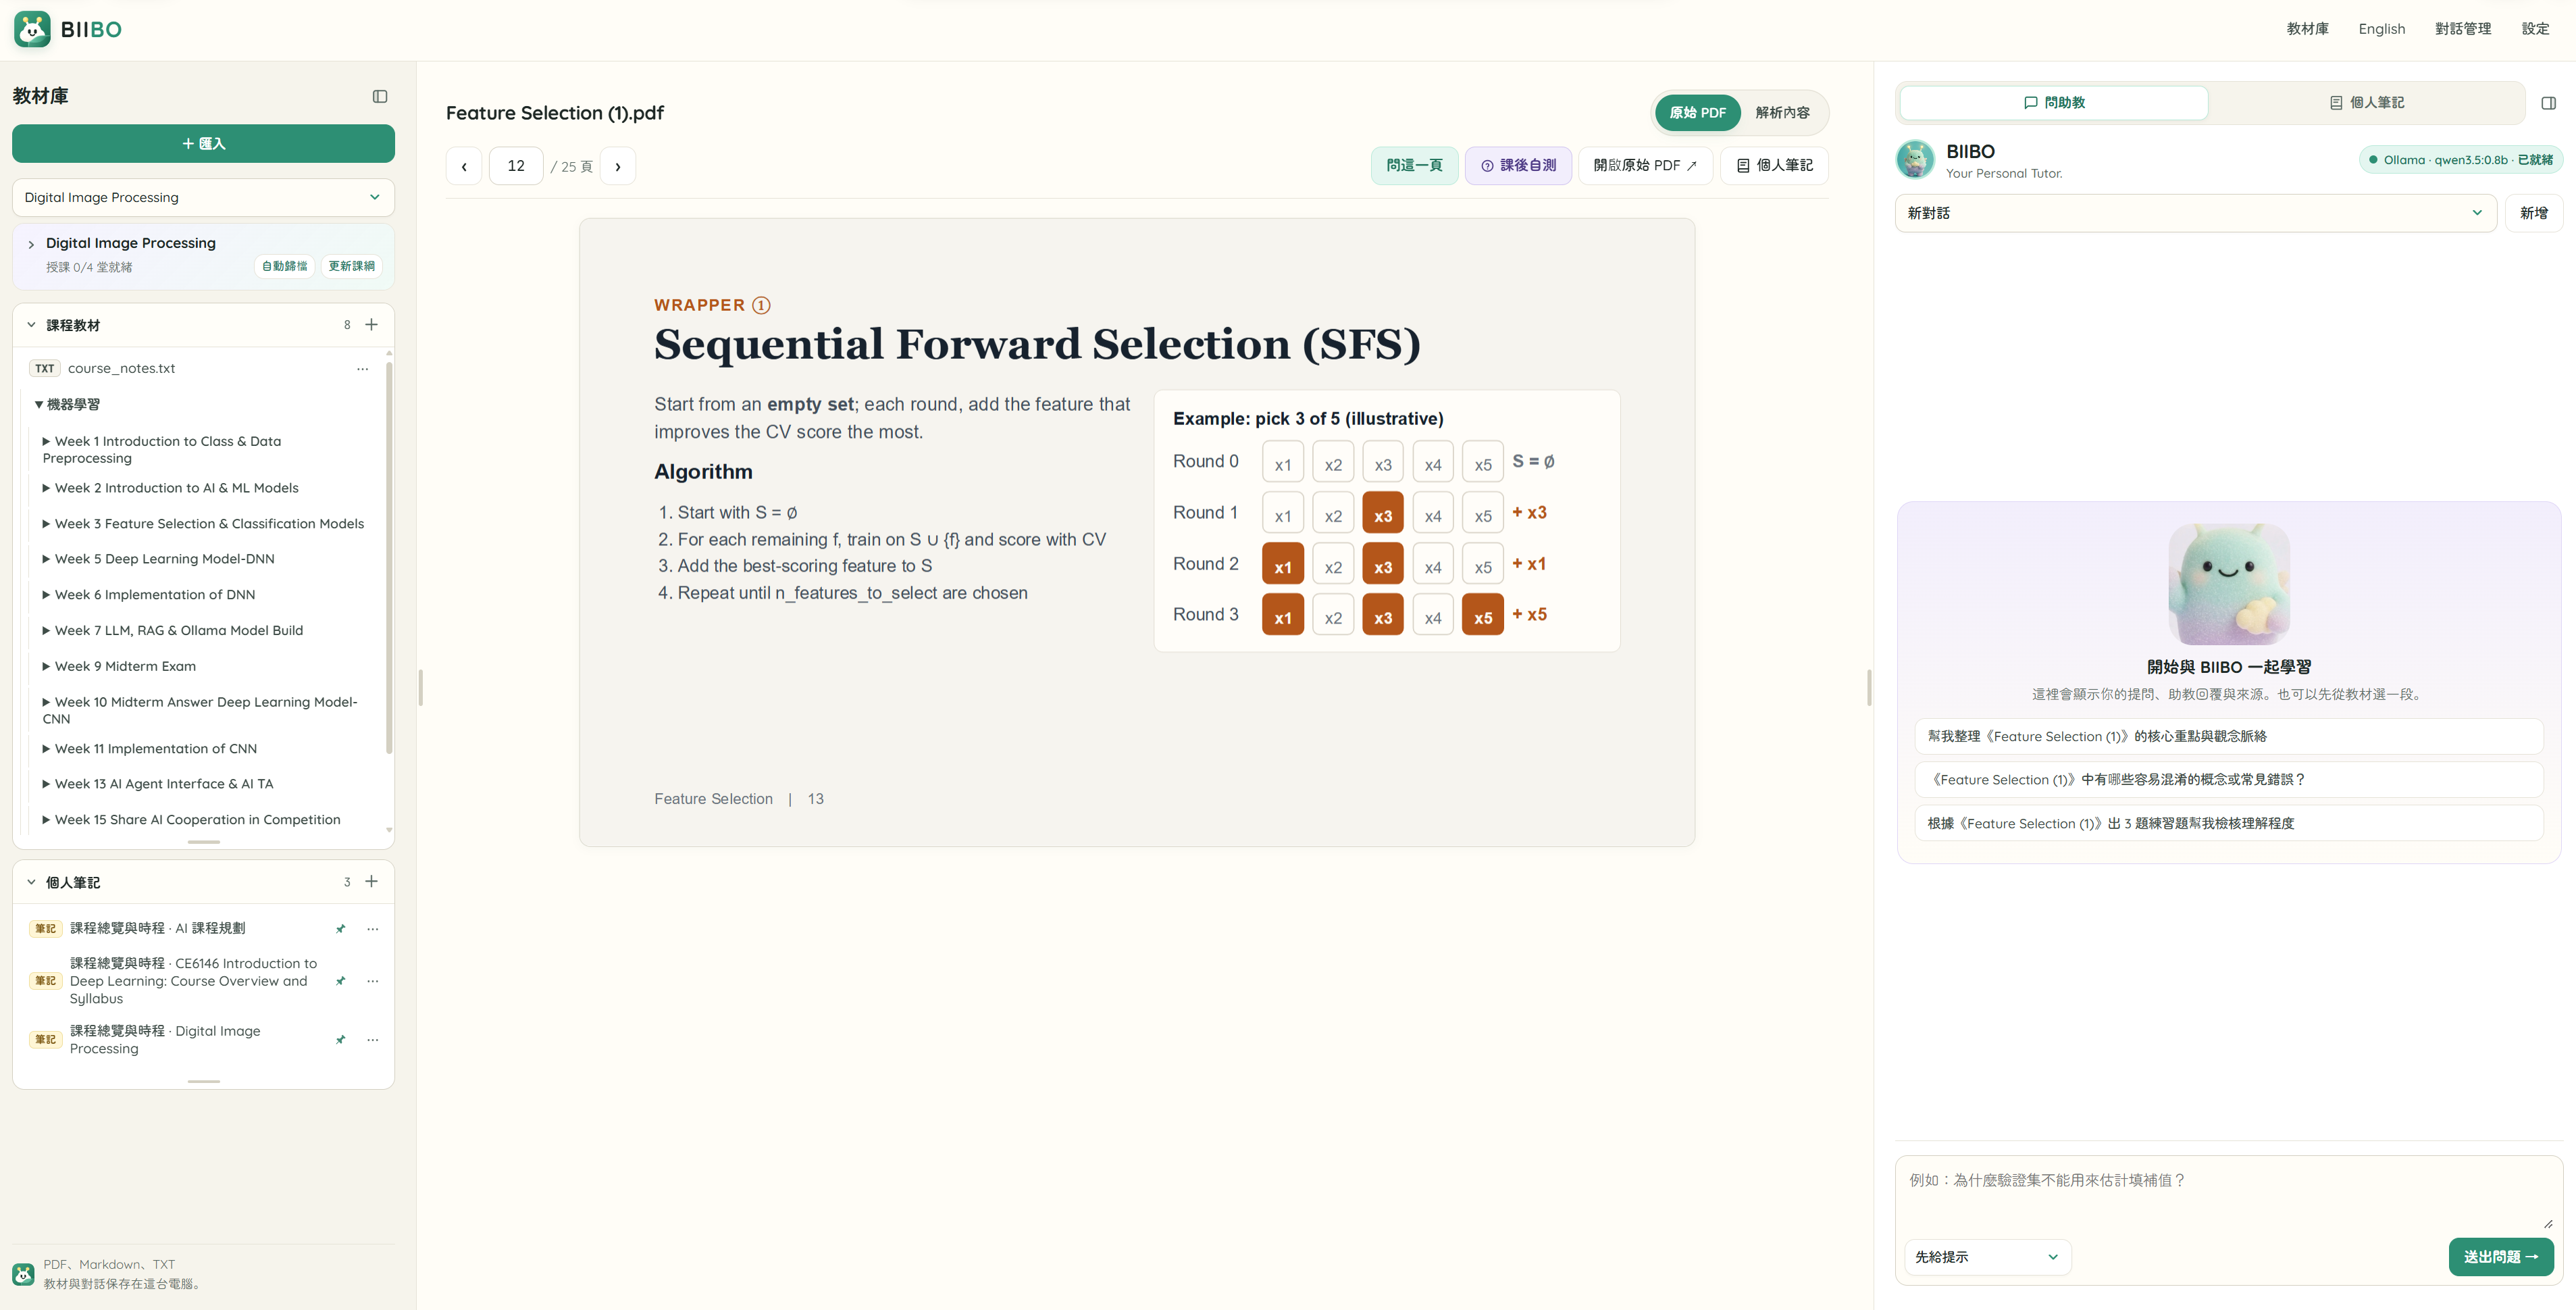 BIIBO
教材庫
English
對話管理
設定
教材庫
+ 匯入
Digital Image Processing
Digital Image Processing
授課 0/4 堂就緒
自動歸檔
更新課綱
課程教材
8
TXT course_notes.txt
機器學習
Week 1 Introduction to Class & Data
Preprocessing
Week 2 Introduction to AI & ML Models
Week 3 Feature Selection & Classification Models
Week 5 Deep Learning Model-DNN
Week 6 Implementation of DNN
Week 7 LLM, RAG & Ollama Model Build
Week 9 Midterm Exam
Week 10 Midterm Answer Deep Learning Model-
CNN
Week 11 Implementation of CNN
Week 13 AI Agent Interface & AI TA
Week 15 Share AI Cooperation in Competition
個人筆記
3
筆記 課程總覽與時程 · AI 課程規劃
筆記 課程總覽與時程 · CE6146 Introduction to
Deep Learning: Course Overview and
Syllabus
筆記 課程總覽與時程 · Digital Image
Processing
PDF、Markdown、TXT
教材與對話保存在這台電腦。
Feature Selection (1).pdf
原始 PDF
解析內容
12 / 25 頁
問這一頁
課後自測
開啟原始 PDF ↗
個人筆記
WRAPPER ①
Sequential Forward Selection (SFS)
Start from an empty set; each round, add the feature that
improves the CV score the most.
Algorithm
1. Start with S = ∅
2. For each remaining f, train on S ∪ {f} and score with CV
3. Add the best-scoring feature to S
4. Repeat until n_features_to_select are chosen
Example: pick 3 of 5 (illustrative)
Round 0 x1 x2 x3 x4 x5 S = ∅
Round 1 x1 x2 x3 x4 x5 + x3
Round 2 x1 x2 x3 x4 x5 + x1
Round 3 x1 x2 x3 x4 x5 + x5
Feature Selection | 13
問助教
個人筆記
BIIBO
Your Personal Tutor.
Ollama · qwen3.5:0.8b · 已就緒
新對話
新增
開始與 BIIBO 一起學習
這裡會顯示你的提問、助教回覆與來源。也可以先從教材選一段。
幫我整理《Feature Selection (1)》的核心重點與觀念脈絡
《Feature Selection (1)》中有哪些容易混淆的概念或常見錯誤？
根據《Feature Selection (1)》出 3 題練習題幫我檢核理解程度
例如：為什麼驗證集不能用來估計填補值？
先給提示
送出問題 →